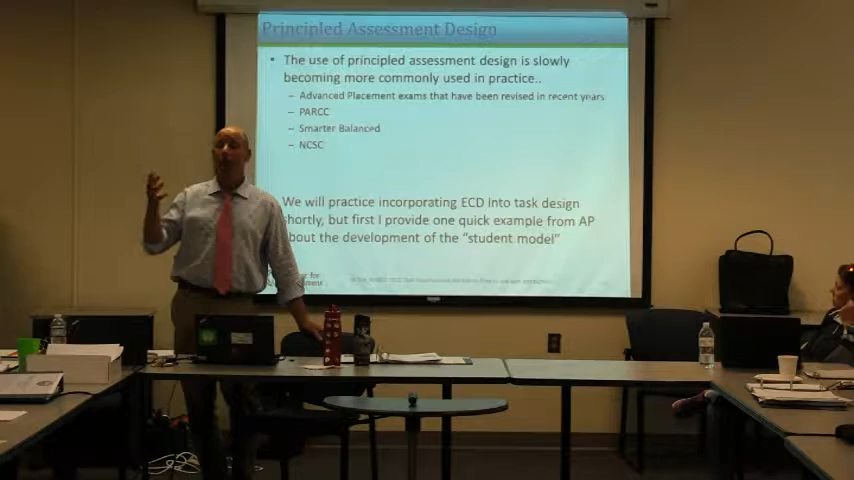 Principled Assessment Design
• The use of principled assessment design is slowly
becoming more commonly used in practice..
– Advanced Placement exams that have been revised in recent years
– PARCC
– Smarter Balanced
– NCSC
We will practice incorporating ECD into task design
shortly, but first I provide one quick example from AP
about the development of the “student model”
for